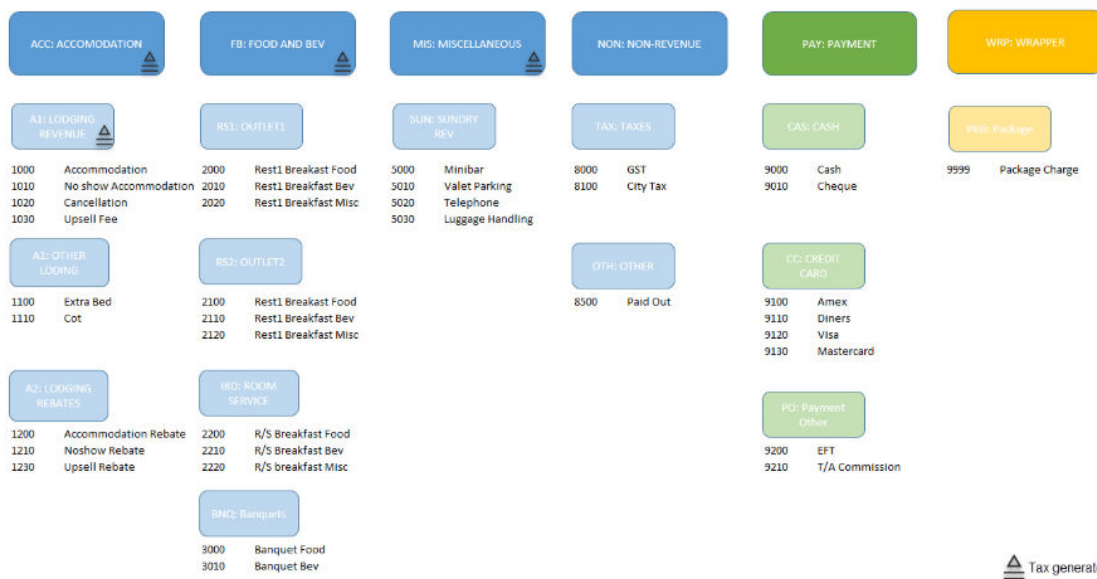 ACC: ACCOMODATION
FB: FOOD AND BEV
MIS: MISCELLANEOUS
NON: NON-REVENUE
PAY: PAYMENT
WRP: WRAPPER
A1: LODGING
REVENUE
1000 Accommodation
1010 No show Accommodation
1020 Cancellation
1030 Upsell Fee
A1: OTHER
LODING
1100 Extra Bed
1110 Cot
A2: LODGING
REBATES
1200 Accommodation Rebate
1210 Noshow Rebate
1230 Upsell Rebate
RS1: OUTLET1
2000 Rest1 Breakast Food
2010 Rest1 Breakfast Bev
2020 Rest1 Breakfast Misc
RS2: OUTLET2
2100 Rest1 Breakast Food
2110 Rest1 Breakfast Bev
2120 Rest1 Breakfast Misc
IRD: ROOM
SERVICE
2200 R/S Breakfast Food
2210 R/S Breakfast Bev
2220 R/S breakfast Misc
BNQ: Banquets
3000 Banquet Food
3010 Banquet Bev
SUN: SUNDRY
REV
5000 Minibar
5010 Valet Parking
5020 Telephone
5030 Luggage Handling
TAX: TAXES
8000 GST
8100 City Tax
OTH: OTHER
8500 Paid Out
CAS: CASH
9000 Cash
9010 Cheque
CC: CREDIT
CARD
9100 Amex
9110 Diners
9120 Visa
9130 Mastercard
PO: Payment
Other
9200 EFT
9210 T/A Commission
PKG: Package
9999 Package Charge
Tax generate